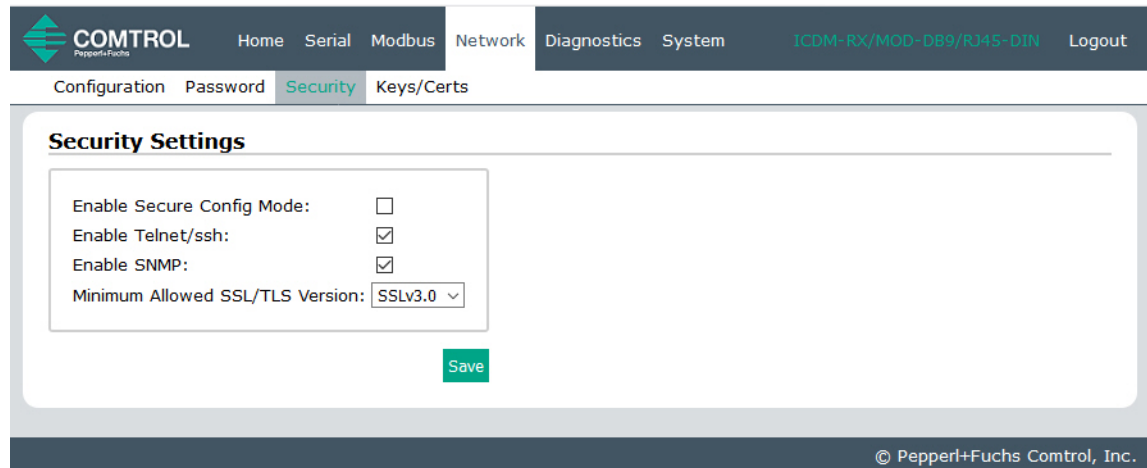 COMTROL
Pepperl+Fuchs
Home Serial Modbus Network Diagnostics System ICDM-RX/MOD-DB9/RJ45-DIN Logout
Configuration Password Security Keys/Certs
Security Settings
Enable Secure Config Mode:
Enable Telnet/ssh:
Enable SNMP:
Minimum Allowed SSL/TLS Version: SSLv3.0
Save
© Pepperl+Fuchs Comtrol, Inc.